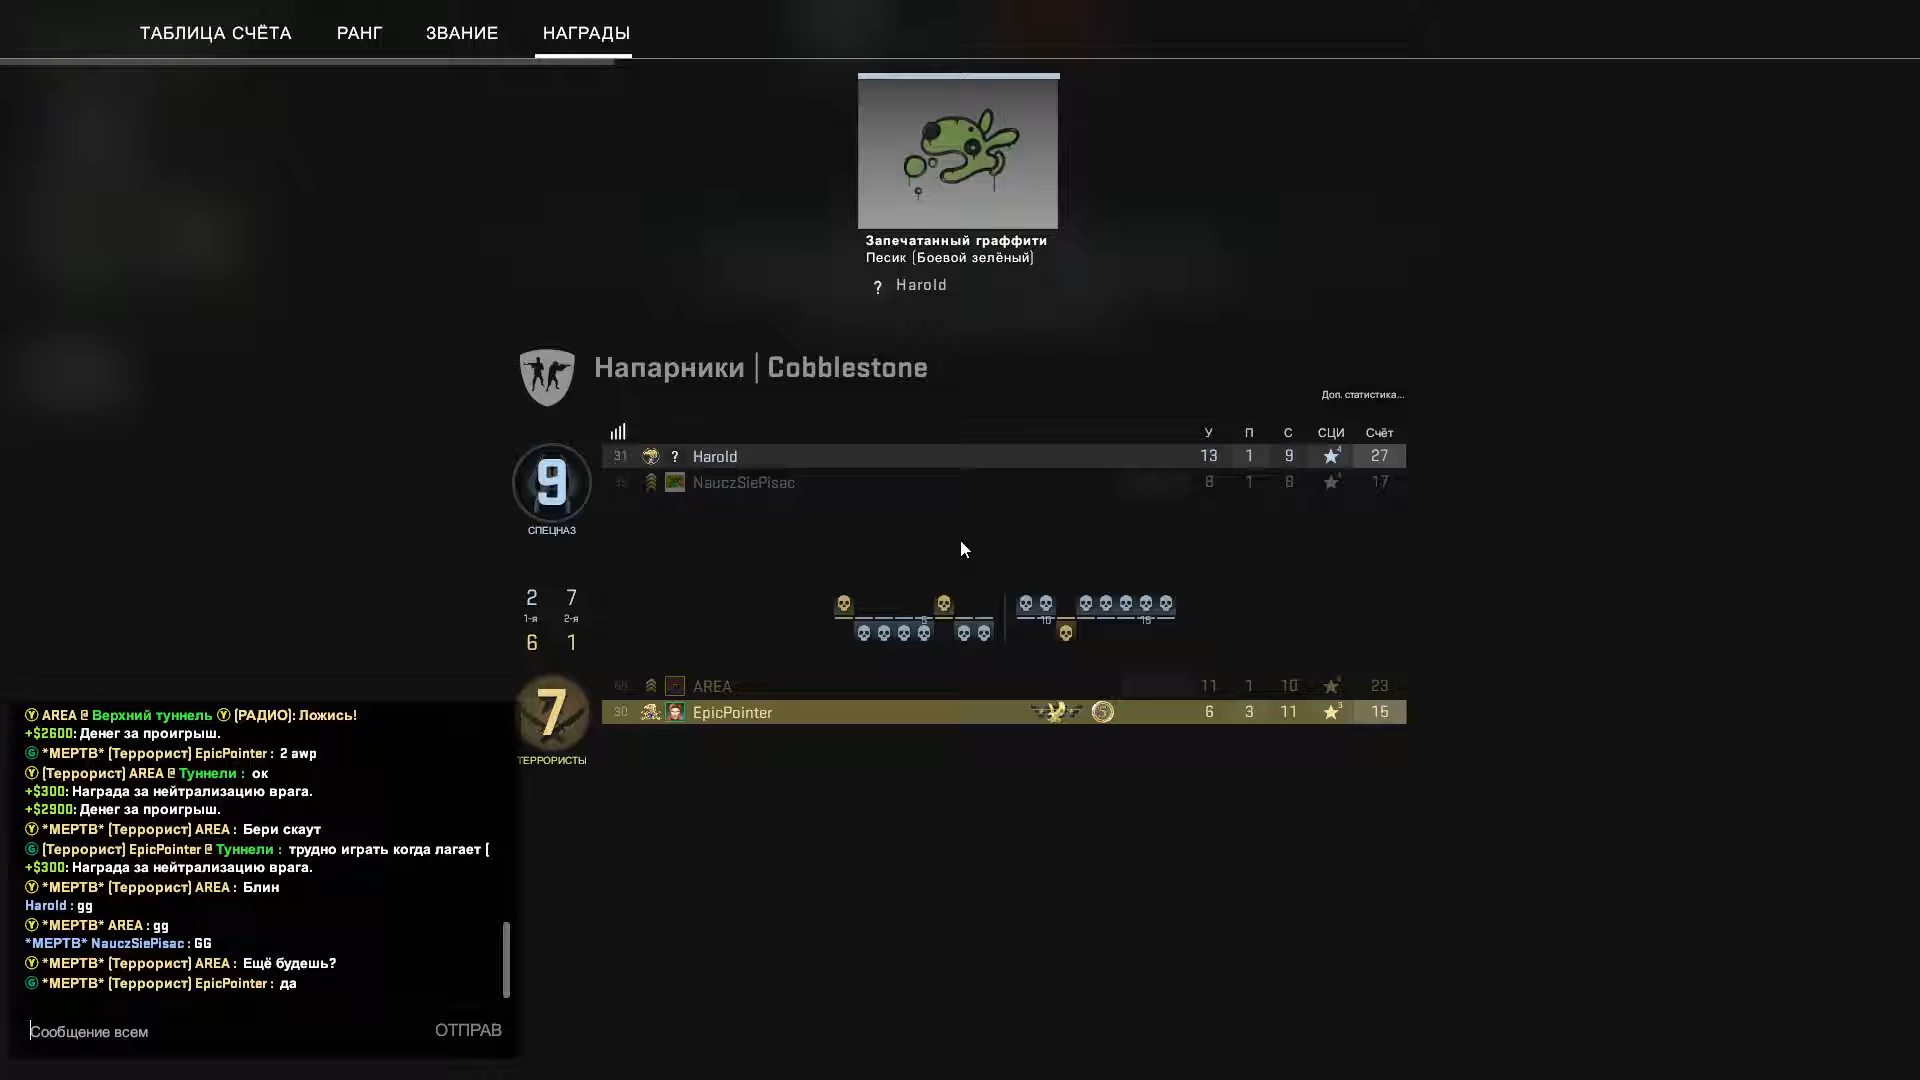 ТАБЛИЦА СЧЁТА РАНГ ЗВАНИЕ НАГРАДЫ
Запечатанный граффити
Песик (Боевой зелёный)
? Harold
Напарники | Cobblestone
Доп. статистика...
У П С СЦИ Счёт
31 ? Harold 13 1 9 4 27
NauczSiePisac 8 1 8 17
9
СПЕЦНАЗ
2 7
1-я 2-я
6 1
5 10 15
AREA 11 1 10 23
30 EpicPointer 5 6 3 11 3 15
7
ТЕРРОРИСТЫ
Y AREA @ Верхний туннель Y (РАДИО): Ложись!
+$2600: Денег за проигрыш.
G *МЕРТВ* (Террорист) EpicPointer : 2 awp
Y (Террорист) AREA @ Туннели : ок
+$300: Награда за нейтрализацию врага.
+$2900: Денег за проигрыш.
Y *МЕРТВ* (Террорист) AREA : Бери скаут
G (Террорист) EpicPointer @ Туннели : трудно играть когда лагает (
+$300: Награда за нейтрализацию врага.
Y *МЕРТВ* (Террорист) AREA : Блин
Harold : gg
Y *МЕРТВ* AREA : gg
*МЕРТВ* NauczSiePisac : GG
Y *МЕРТВ* (Террорист) AREA : Ещё будешь?
G *МЕРТВ* (Террорист) EpicPointer : да
Сообщение всем ОТПРАВ